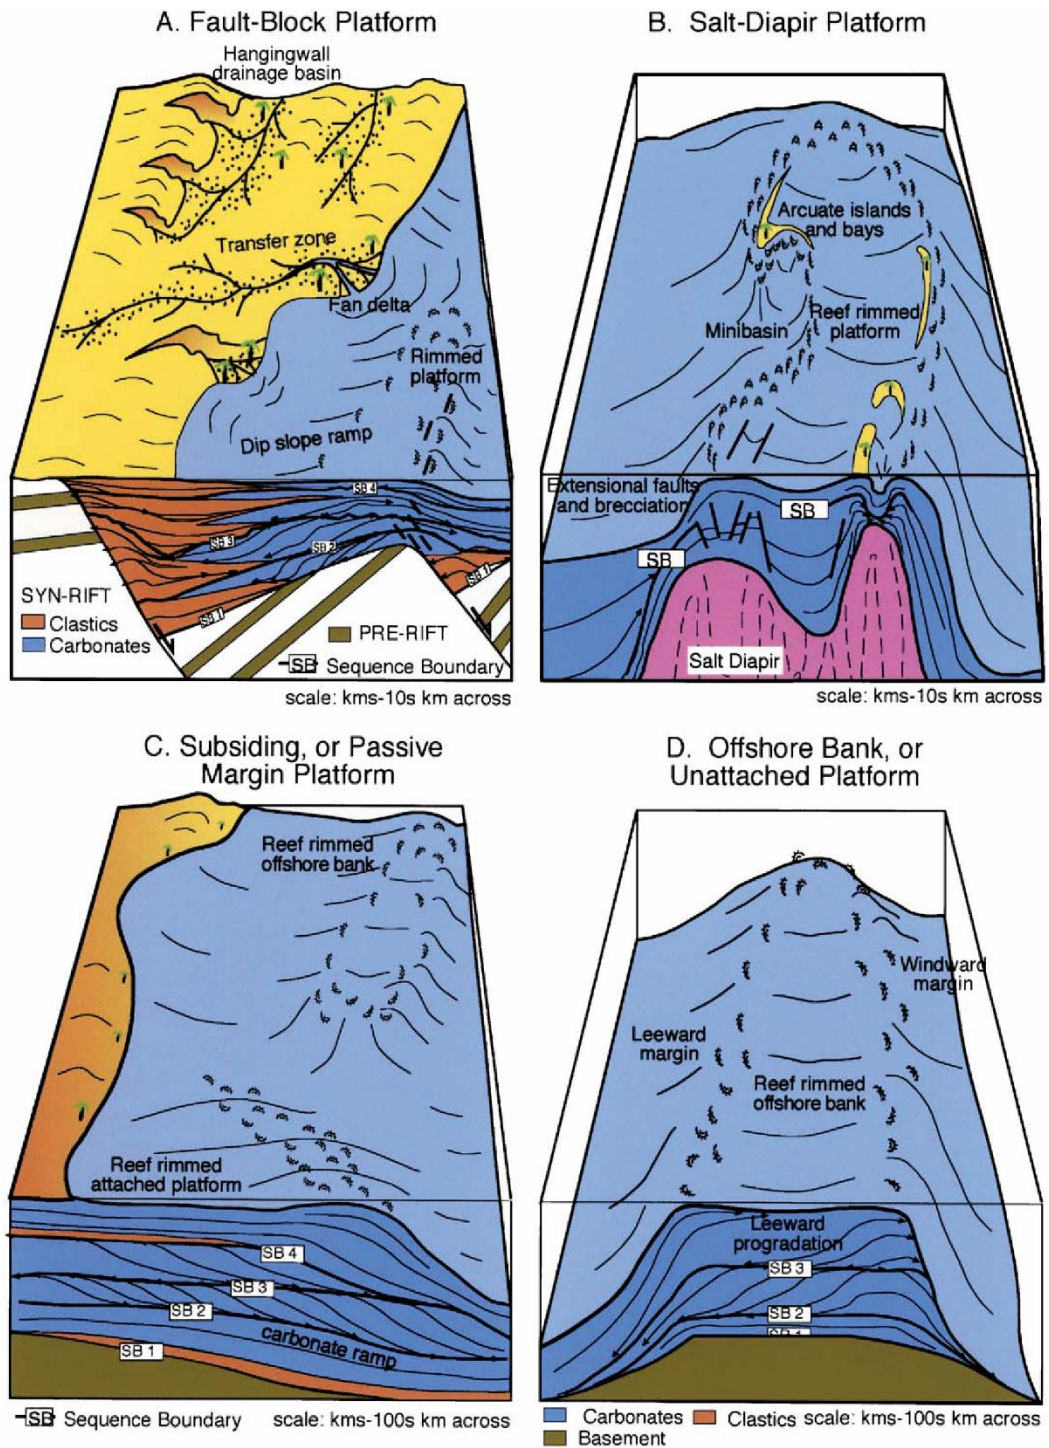 A. Fault-Block Platform
Hangingwall
drainage basin
Transfer zone
Fan delta
Rimmed
platform
Dip slope ramp
SB 4
SB 3
SB 2
SB 1
SB 1
SYN-RIFT
Clastics
Carbonates
PRE-RIFT
SB Sequence Boundary
scale: kms-10s km across
B. Salt-Diapir Platform
Arcuate islands
and bays
Minibasin
Reef rimmed
platform
Extensional faults
and brecciation
SB
SB
Salt Diapir
scale: kms-10s km across
C. Subsiding, or Passive
Margin Platform
Reef rimmed
offshore bank
Reef rimmed
attached platform
SB 4
SB 3
SB 2
carbonate ramp
SB 1
SB Sequence Boundary
scale: kms-100s km across
D. Offshore Bank, or
Unattached Platform
Windward
margin
Leeward
margin
Reef rimmed
offshore bank
Leeward
progradation
SB 3
SB 2
SB 1
Carbonates
Clastics
scale: kms-100s km across
Basement